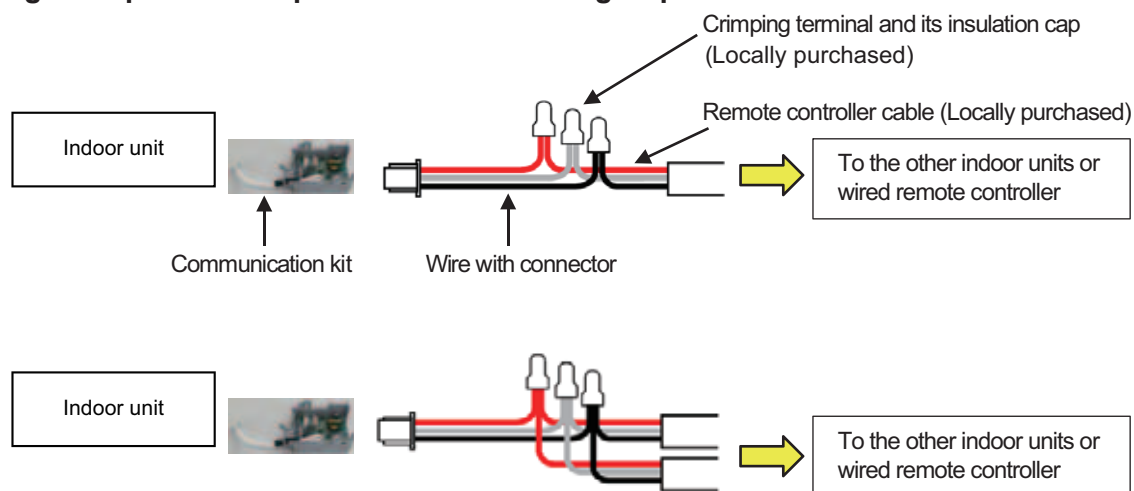 Crimping terminal and its insulation cap
(Locally purchased)
Remote controller cable (Locally purchased)
Indoor unit
To the other indoor units or
wired remote controller
Communication kit
Wire with connector
Indoor unit
To the other indoor units or
wired remote controller